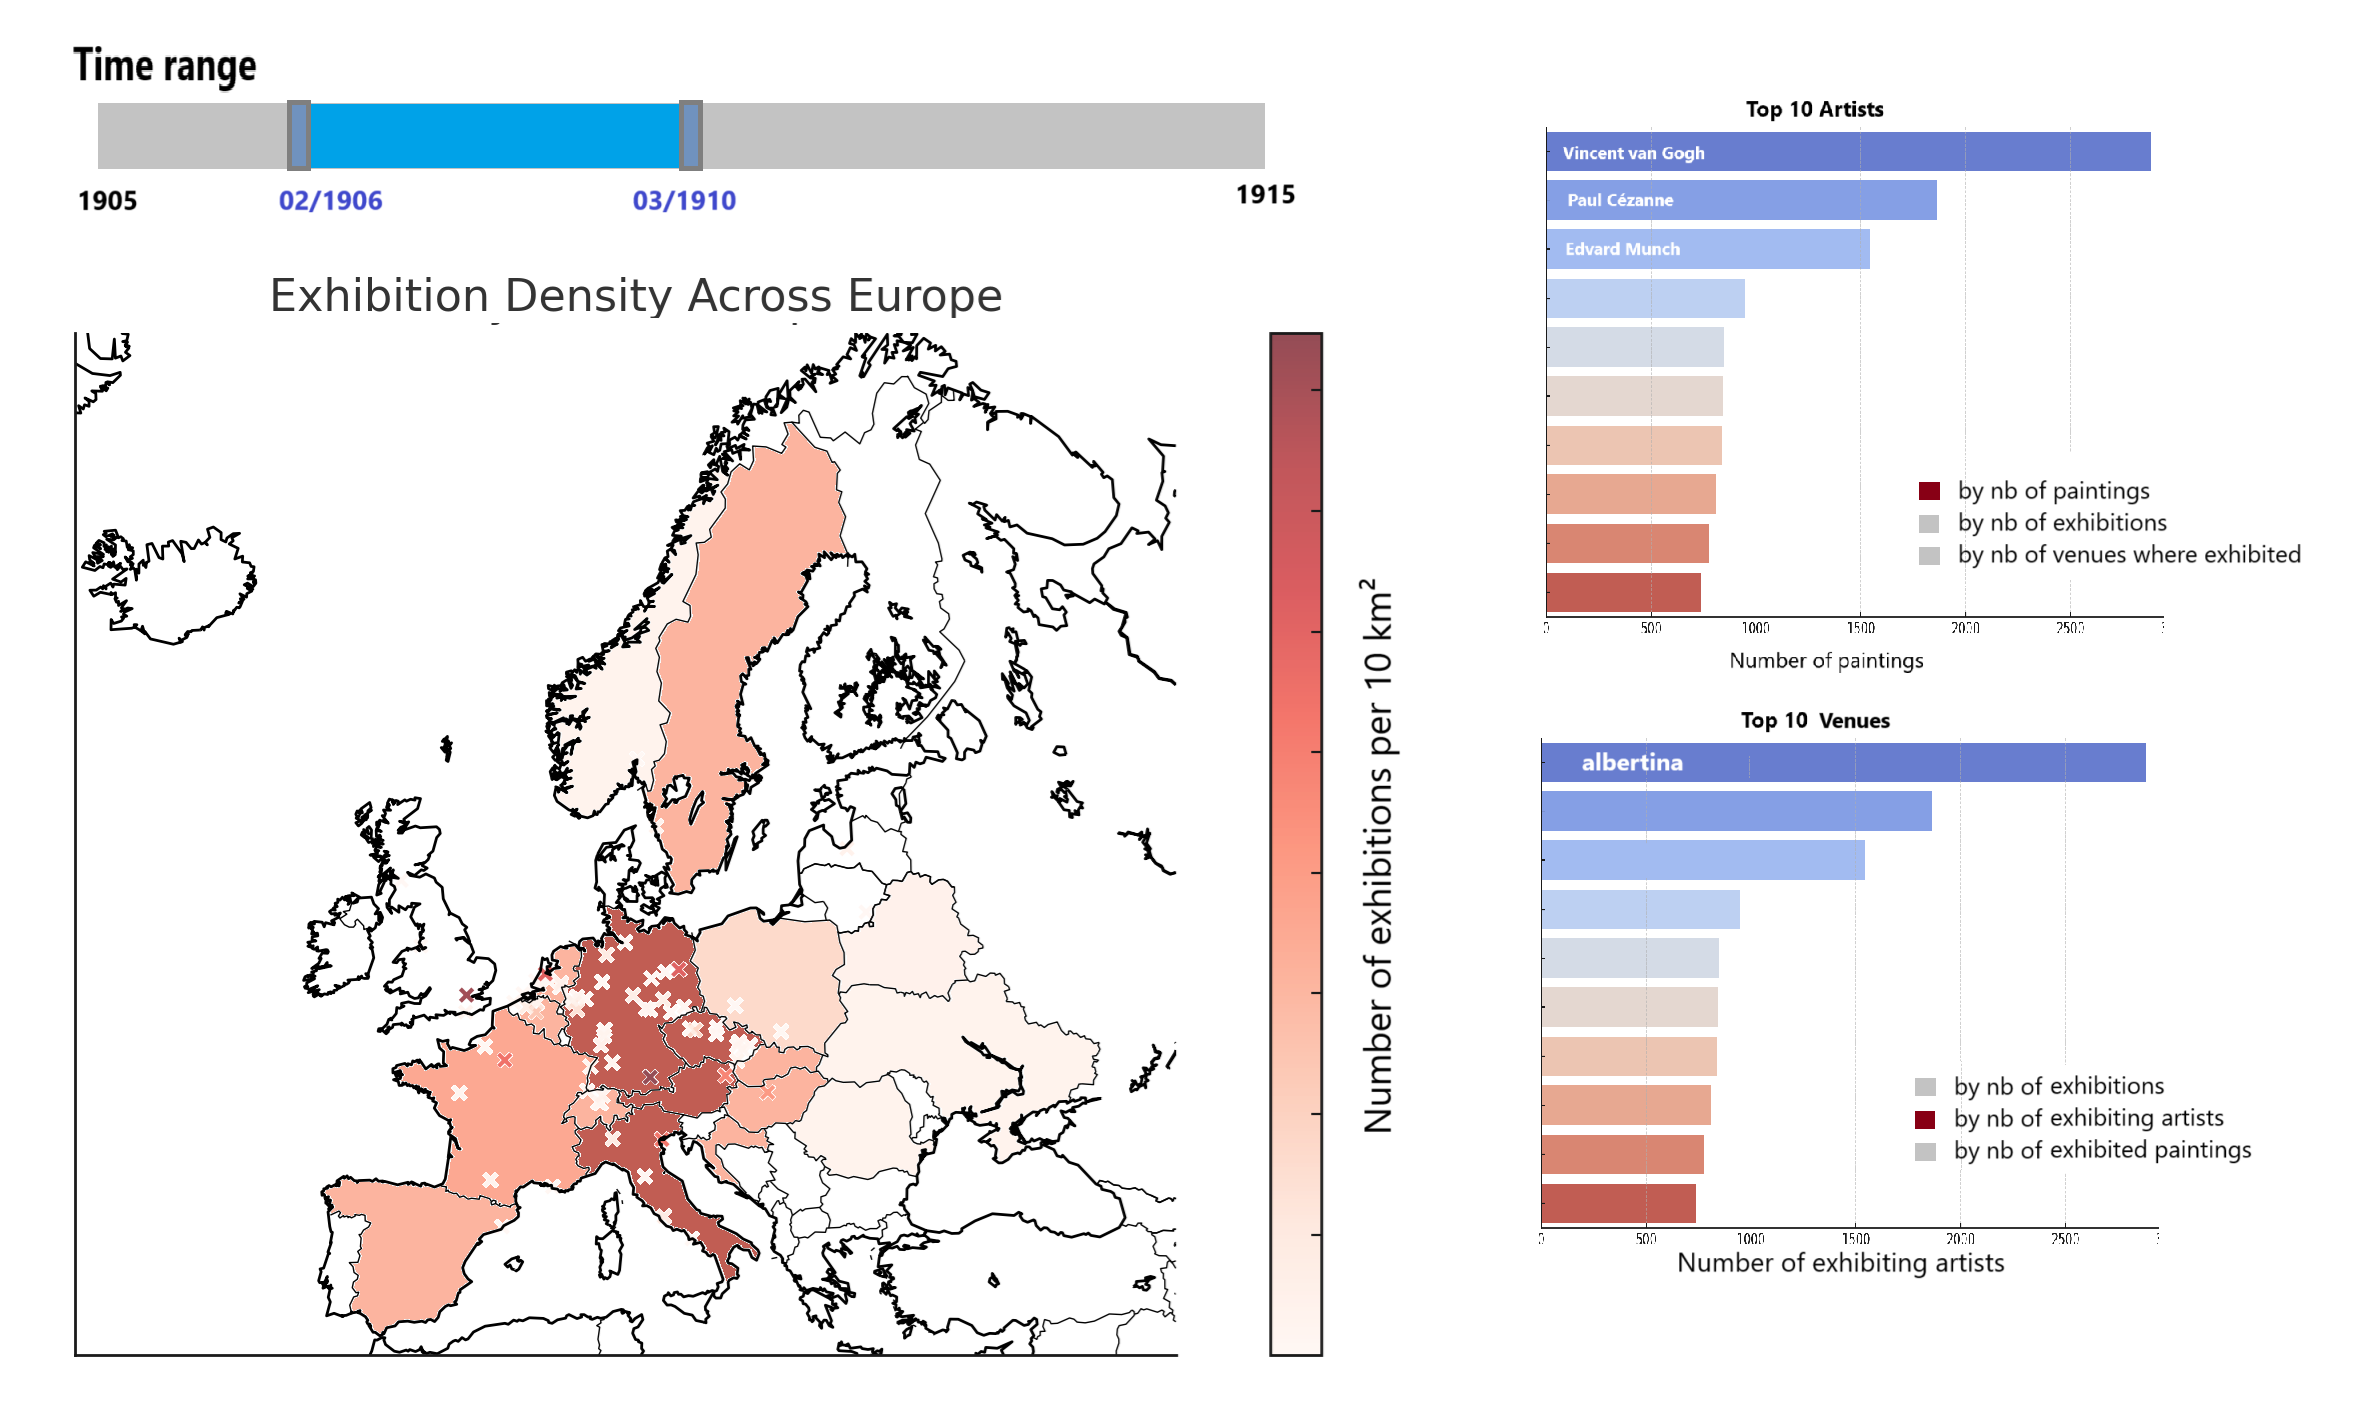 Time range
1905
02/1906
03/1910
1915
Exhibition Density Across Europe
Number of exhibitions per 10 km²
Top 10 Artists
Vincent van Gogh
Paul Cézanne
Edvard Munch
by nb of paintings
by nb of exhibitions
by nb of venues where exhibited
0 500 1000 1500 2000 2500
Number of paintings
Top 10 Venues
albertina
by nb of exhibitions
by nb of exhibiting artists
by nb of exhibited paintings
0 500 1000 1500 2000 2500
Number of exhibiting artists